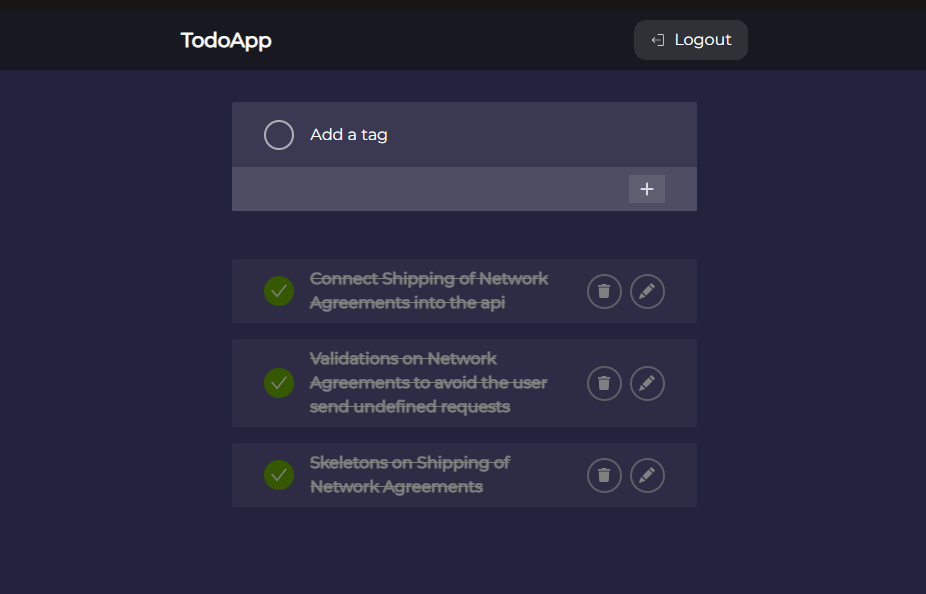 TodoApp
Logout
Add a tag
Connect Shipping of Network
Agreements into the api
Validations on Network
Agreements to avoid the user
send undefined requests
Skeletons on Shipping of
Network Agreements